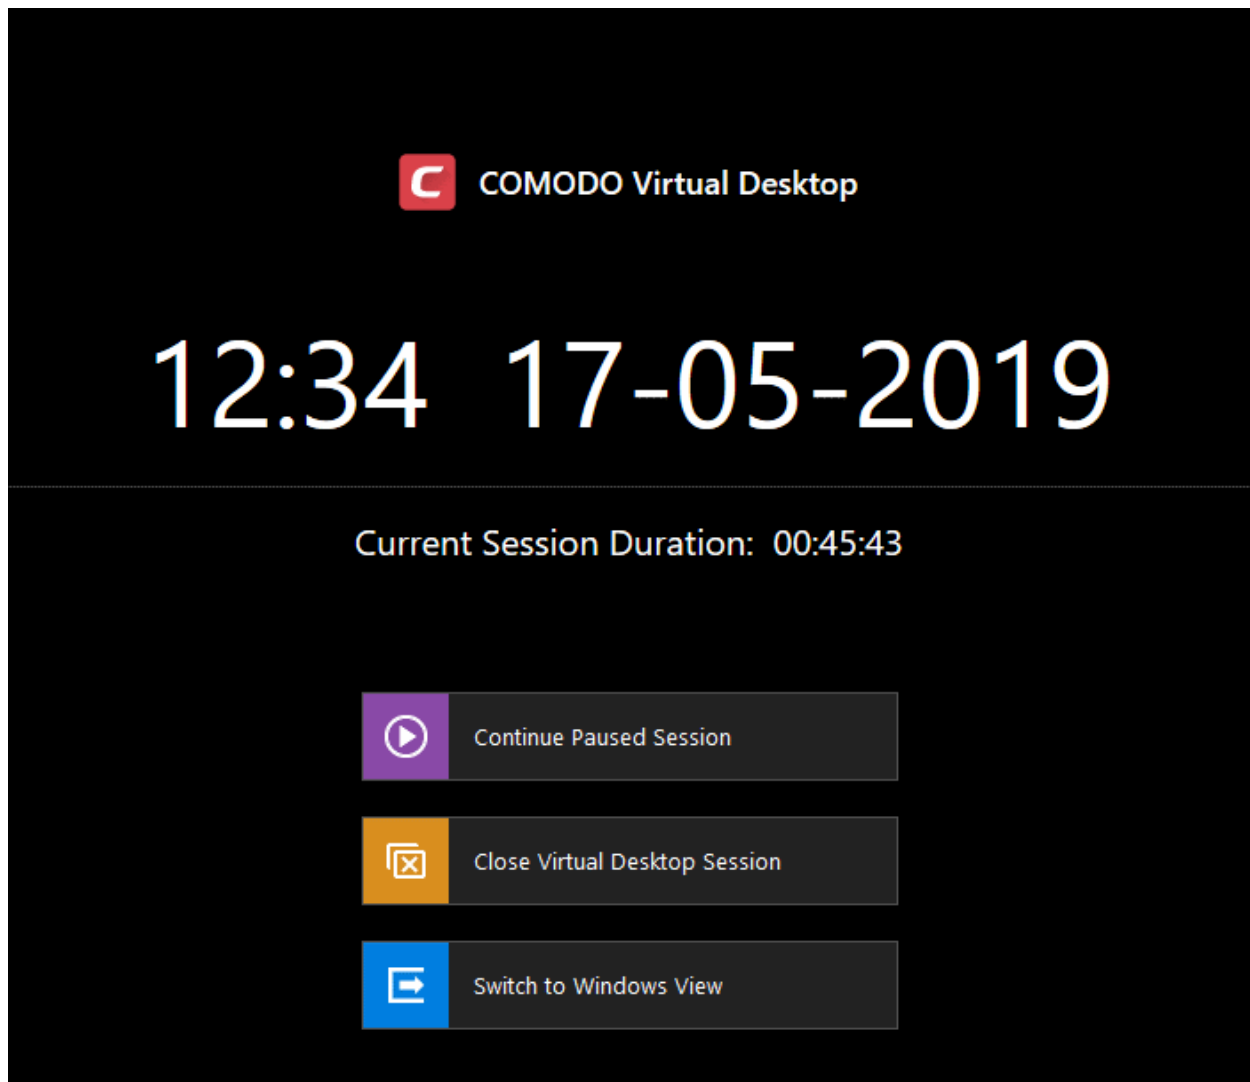 COMODO Virtual Desktop
12:34 17-05-2019
Current Session Duration: 00:45:43
Continue Paused Session
Close Virtual Desktop Session
Switch to Windows View